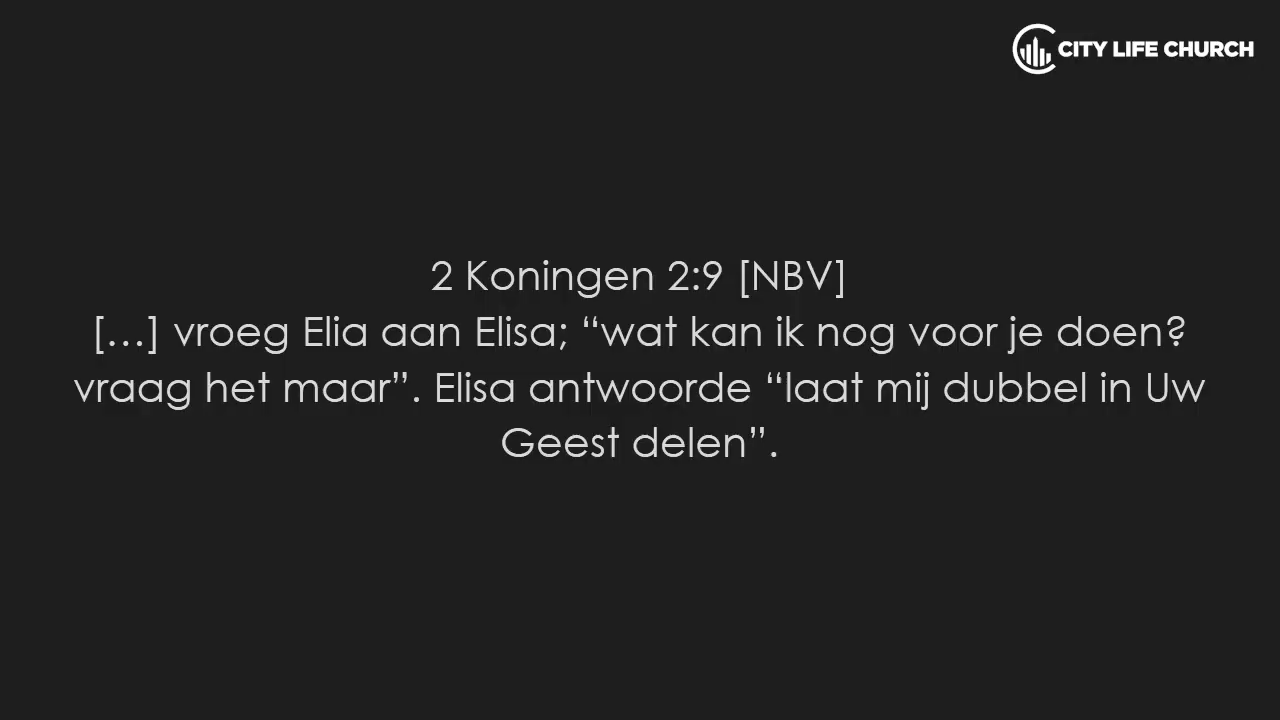 CITY LIFE CHURCH
2 Koningen 2:9 [NBV]
[…] vroeg Elia aan Elisa; “wat kan ik nog voor je doen?
vraag het maar”. Elisa antwoorde “laat mij dubbel in Uw
Geest delen”.